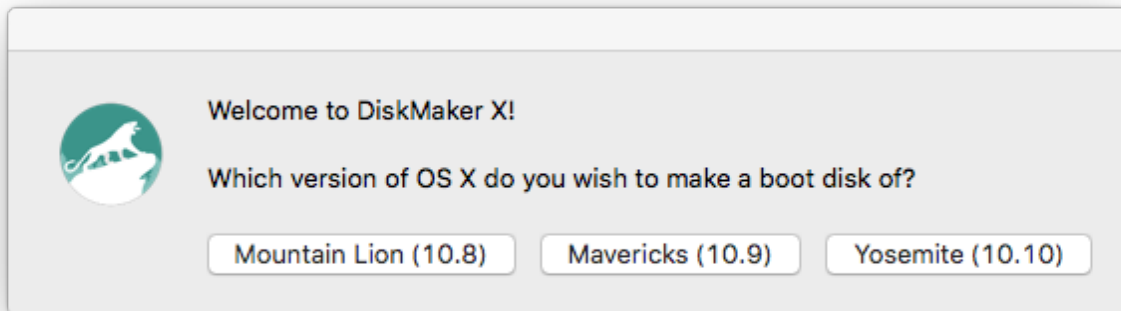 Welcome to DiskMaker X!
Which version of OS X do you wish to make a boot disk of?
Mountain Lion (10.8)
Mavericks (10.9)
Yosemite (10.10)